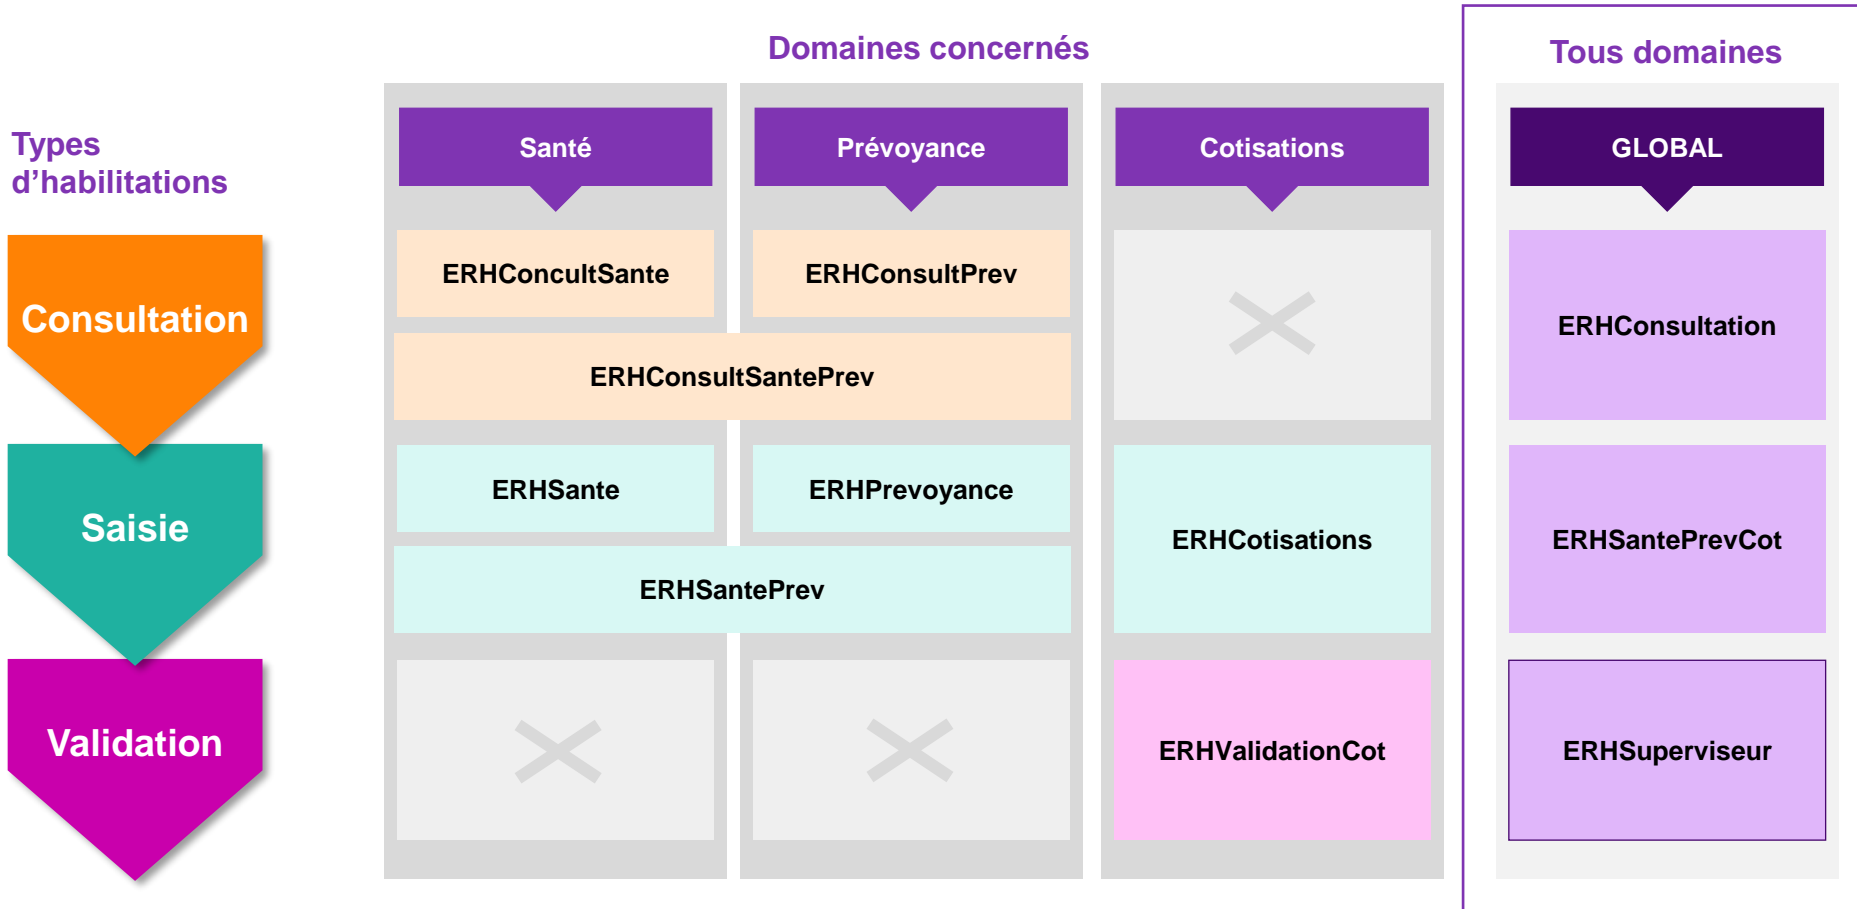 Domaines concernés
Tous domaines
Types
d’habilitations
Santé
Prévoyance
Cotisations
GLOBAL
Consultation
ERHConcultSante
ERHConsultPrev
ERHConsultSantePrev
ERHConsultation
Saisie
ERHSante
ERHPrevoyance
ERHSantePrev
ERHCotisations
ERHSantePrevCot
Validation
ERHValidationCot
ERHSuperviseur